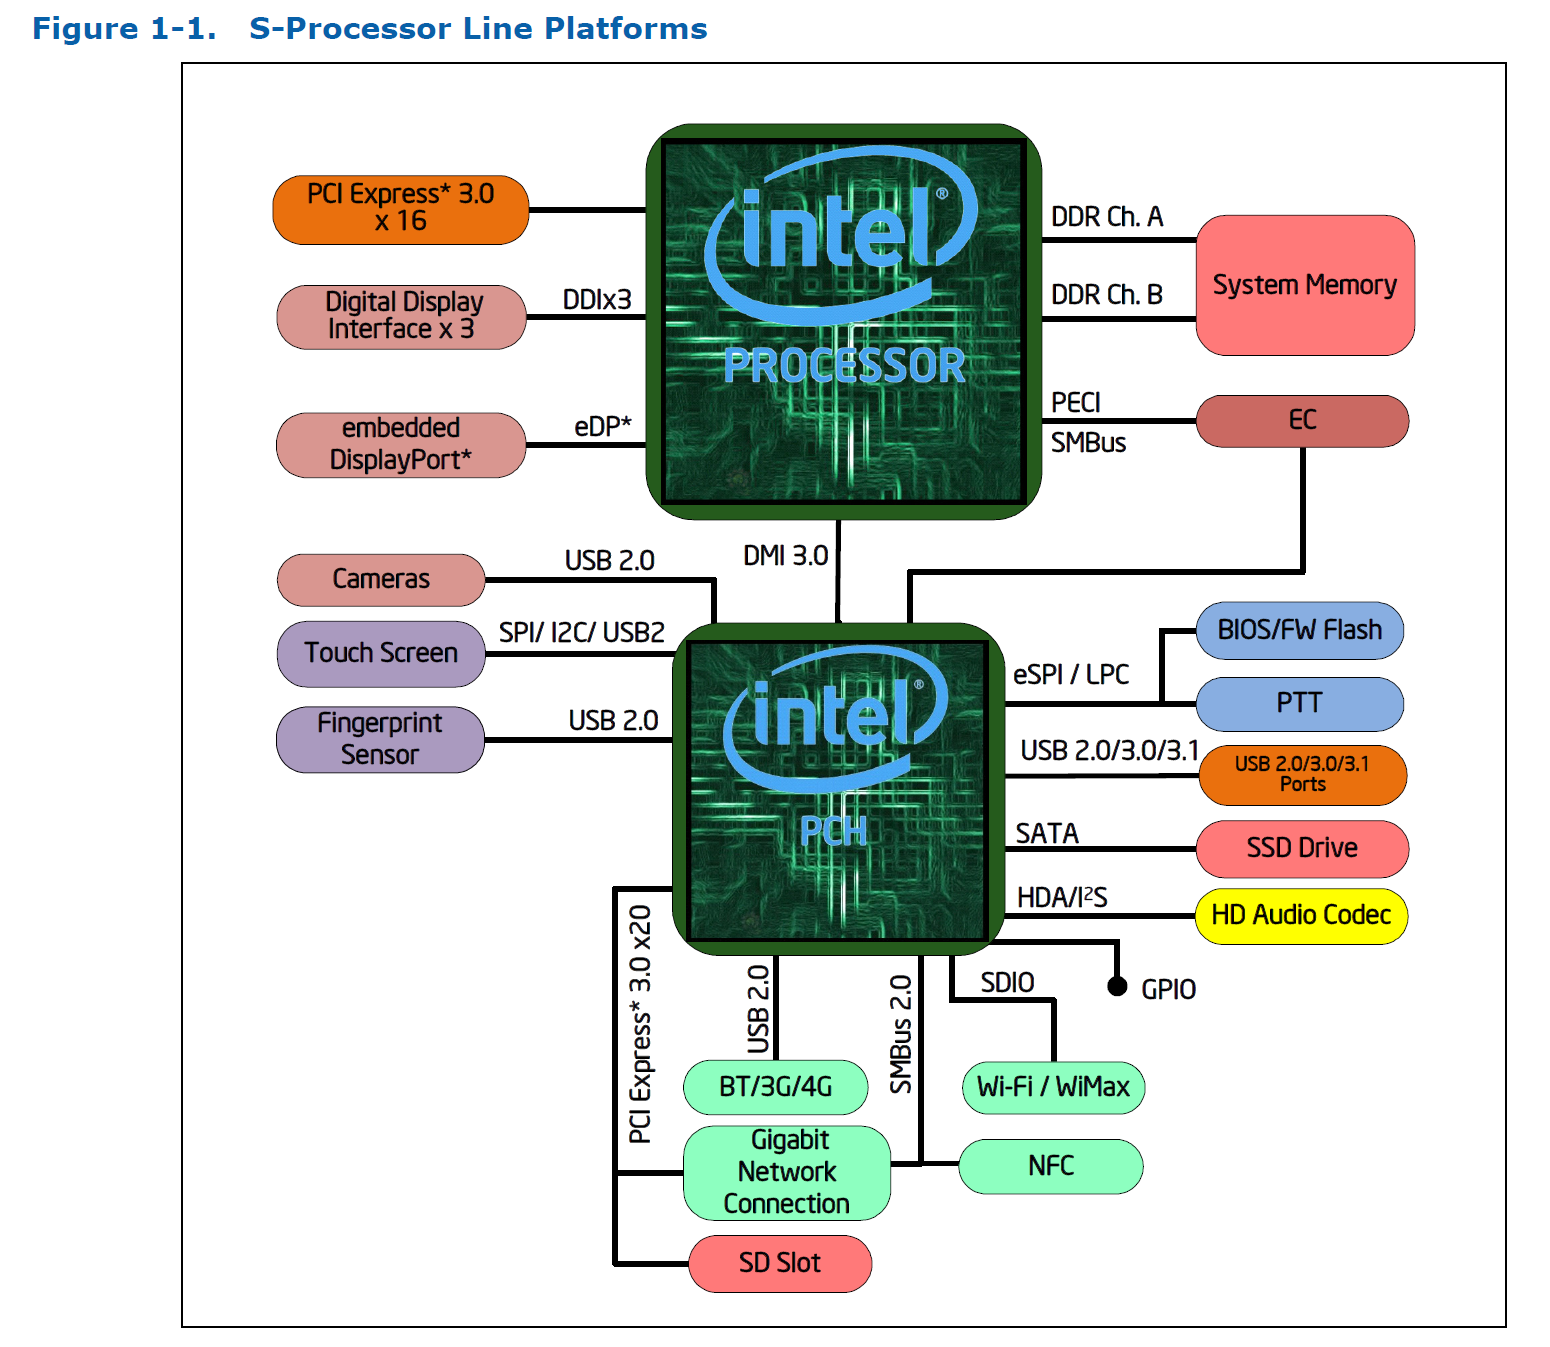 Figure 1-1. S-Processor Line Platforms
PCI Express* 3.0
x 16
Digital Display
Interface x 3
DDIx3
embedded
DisplayPort*
eDP*
intel®
PROCESSOR
DDR Ch. A
DDR Ch. B
System Memory
PECI
SMBus
EC
DMI 3.0
Cameras
USB 2.0
Touch Screen
SPI/ I2C/ USB2
Fingerprint
Sensor
USB 2.0
intel®
PCH
eSPI / LPC
BIOS/FW Flash
PTT
USB 2.0/3.0/3.1
USB 2.0/3.0/3.1
Ports
SATA
SSD Drive
HDA/I²S
HD Audio Codec
GPIO
SDIO
PCI Express* 3.0 x20
USB 2.0
SMBus 2.0
BT/3G/4G
Wi-Fi / WiMax
Gigabit
Network
Connection
NFC
SD Slot